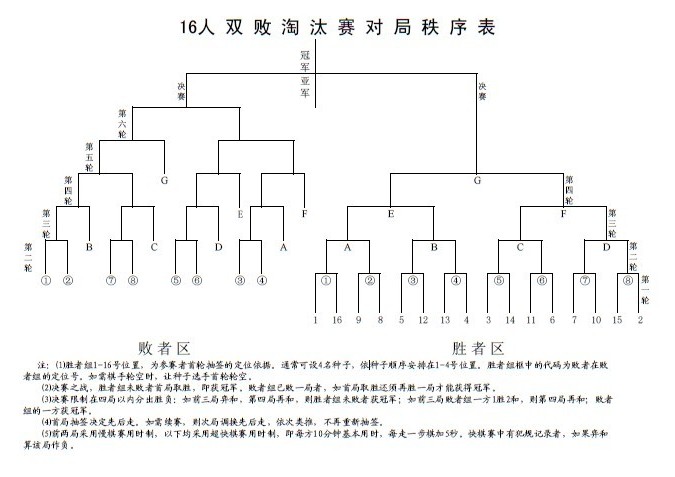 16人双败淘汰赛对局秩序表
冠军
亚军
决赛
决赛
第六轮
第五轮
G
第四轮
G
第四轮
第三轮
E
F
E
F
第三轮
第二轮
B
C
D
A
A
B
C
D
第二轮
① ② ⑦ ⑧ ⑤ ⑥ ③ ④ ① ② ③ ④ ⑤ ⑥ ⑦ ⑧
第一轮
1 16 9 8 5 12 13 4 3 14 11 6 7 10 15 2
败者区
胜者区
注：(1)胜者组1-16号位置，为参赛者首轮抽签的定位依据。通常可设4名种子，依种子顺序安排在1-4号位置。胜者组框中的代码为败者在败
者组的定位号。如需棋手轮空时，让种子选手首轮轮空。
(2)决赛之战，胜者组未败者首局取胜，即获冠军。败者组已败一局者，如首局取胜还须再胜一局才能获得冠军。
(3)决赛限制在四局以内分出胜负：如前三局弈和，第四局再和，则胜者组未败者获冠军；如前三局败者组一方1胜2和，则第四局再和；败者
组的一方获冠军。
(4)首局抽签决定先后走。如需续赛，则次局调换先后走，依次类推，不再重新抽签。
(5)前两局采用慢棋赛用时制，以下均采用超快棋赛用时制，即每方10分钟基本用时，每走一步棋加5秒。快棋赛中有犯规记录者，如果弈和
算该局作负。